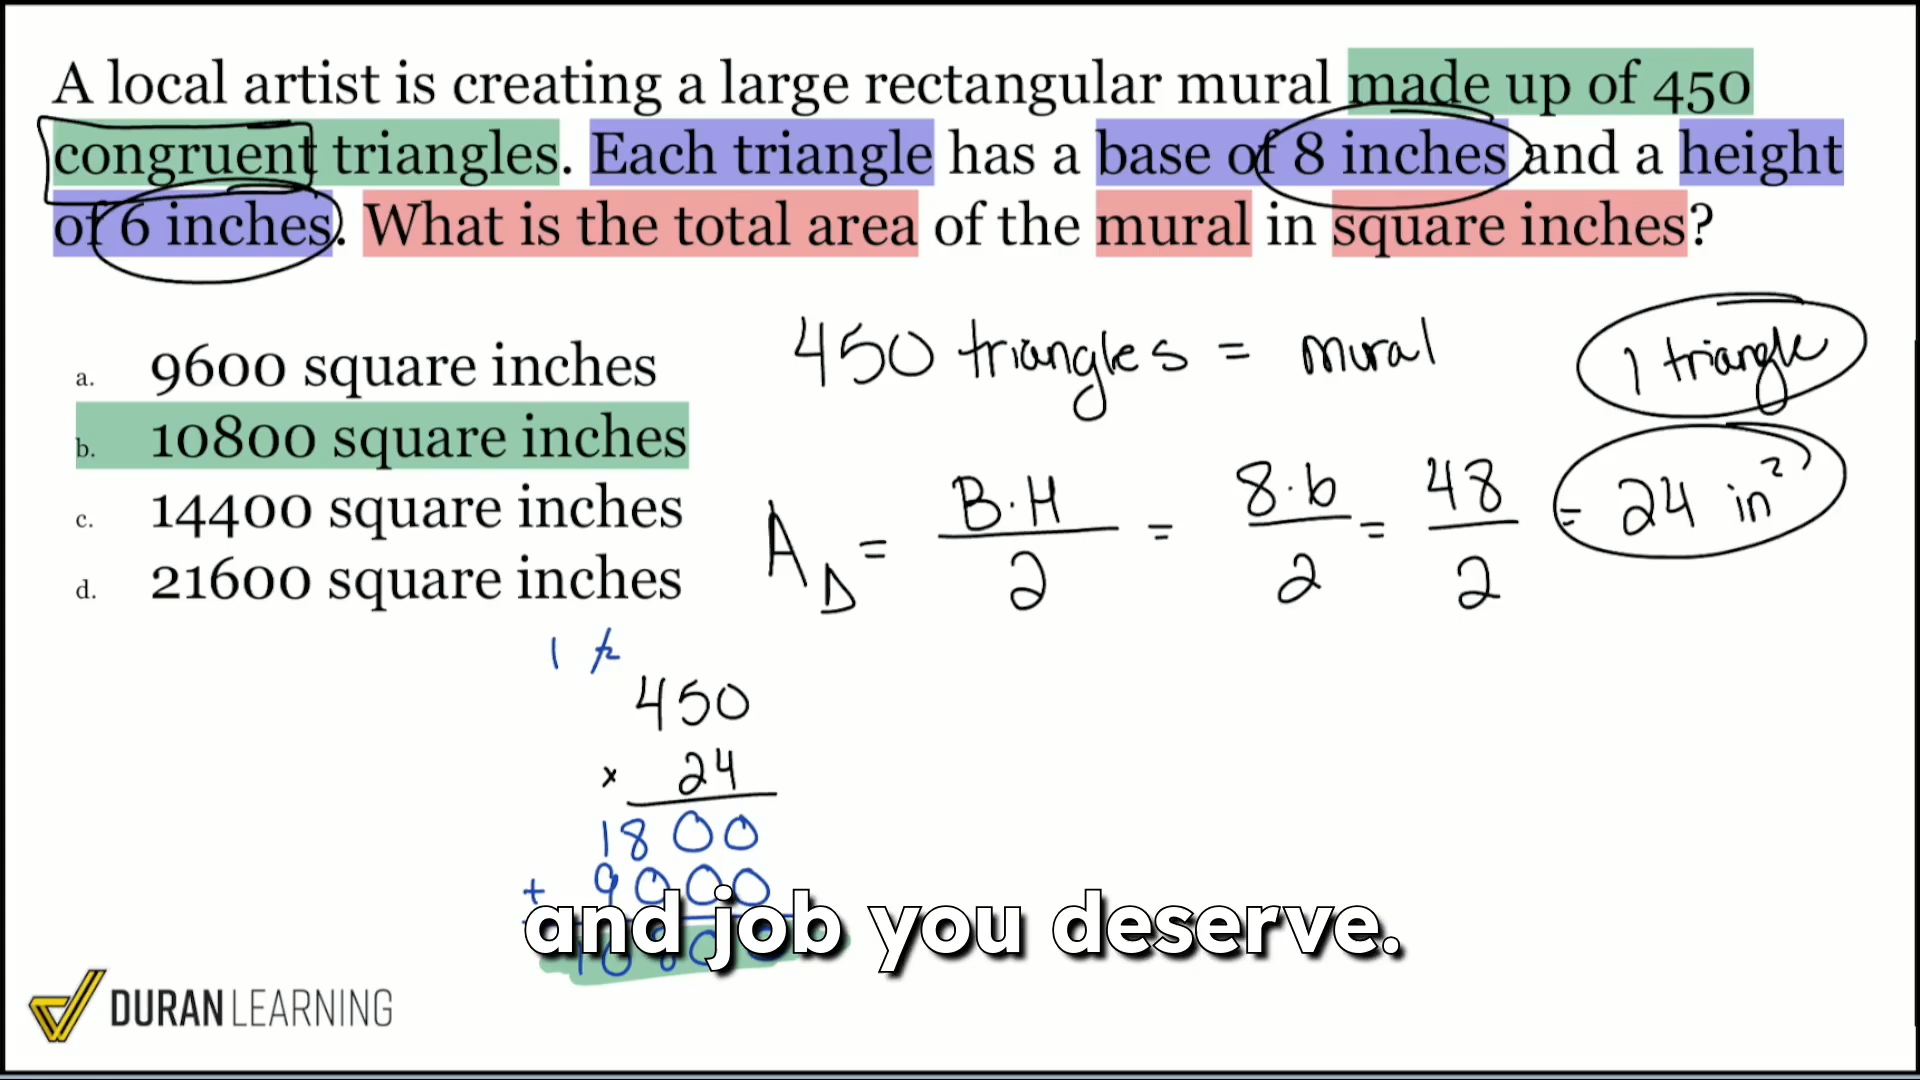 A local artist is creating a large rectangular mural made up of 450
congruent triangles. Each triangle has a base of 8 inches and a height
of 6 inches. What is the total area of the mural in square inches?
a. 9600 square inches
b. 10800 square inches
c. 14400 square inches
d. 21600 square inches
450 triangles = mural
1 triangle
A△ = B·H/2 = 8·6/2 = 48/2 = 24 in²
1 2
450
× 24
1800
+ 9000
10800
and job you deserve.
DURAN LEARNING